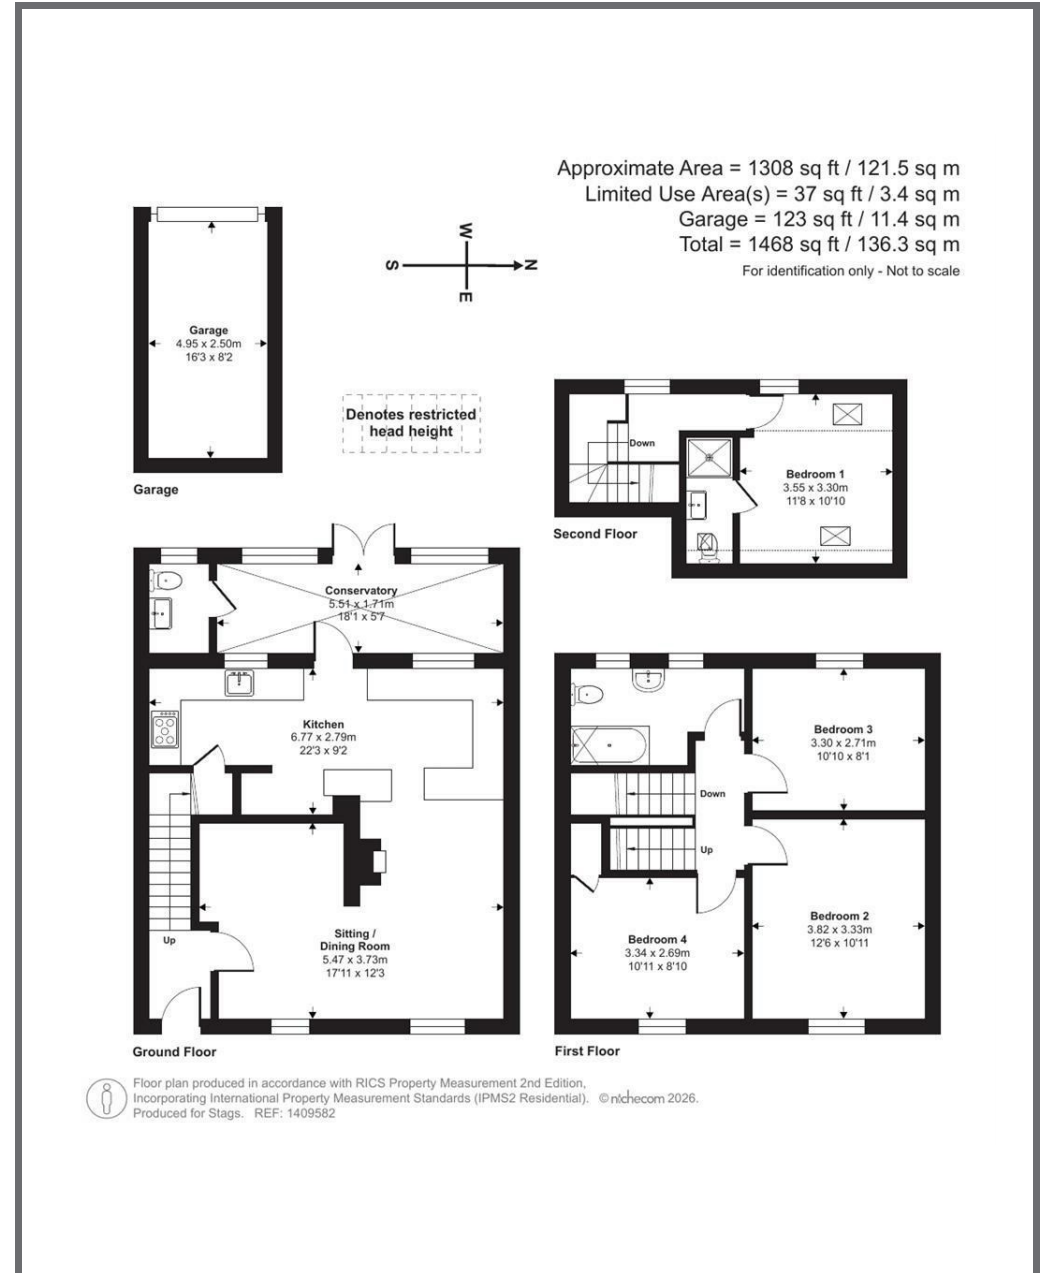 Approximate Area = 1308 sq ft / 121.5 sq m
Limited Use Area(s) = 37 sq ft / 3.4 sq m
Garage = 123 sq ft / 11.4 sq m
Total = 1468 sq ft / 136.3 sq m
For identification only - Not to scale
W
S
N
E
Garage
4.95 x 2.50m
16'3 x 8'2
Garage
Denotes restricted
head height
Down
Bedroom 1
3.55 x 3.30m
11'8 x 10'10
Second Floor
Conservatory
5.51 x 1.71m
18'1 x 5'7
Kitchen
6.77 x 2.79m
22'3 x 9'2
Sitting /
Dining Room
5.47 x 3.73m
17'11 x 12'3
Up
Ground Floor
Bedroom 3
3.30 x 2.71m
10'10 x 8'1
Down
Up
Bedroom 2
3.82 x 3.33m
12'6 x 10'11
Bedroom 4
3.34 x 2.69m
10'11 x 8'10
First Floor
Floor plan produced in accordance with RICS Property Measurement 2nd Edition,
Incorporating International Property Measurement Standards (IPMS2 Residential). © nichecom 2026.
Produced for Stags. REF: 1409582